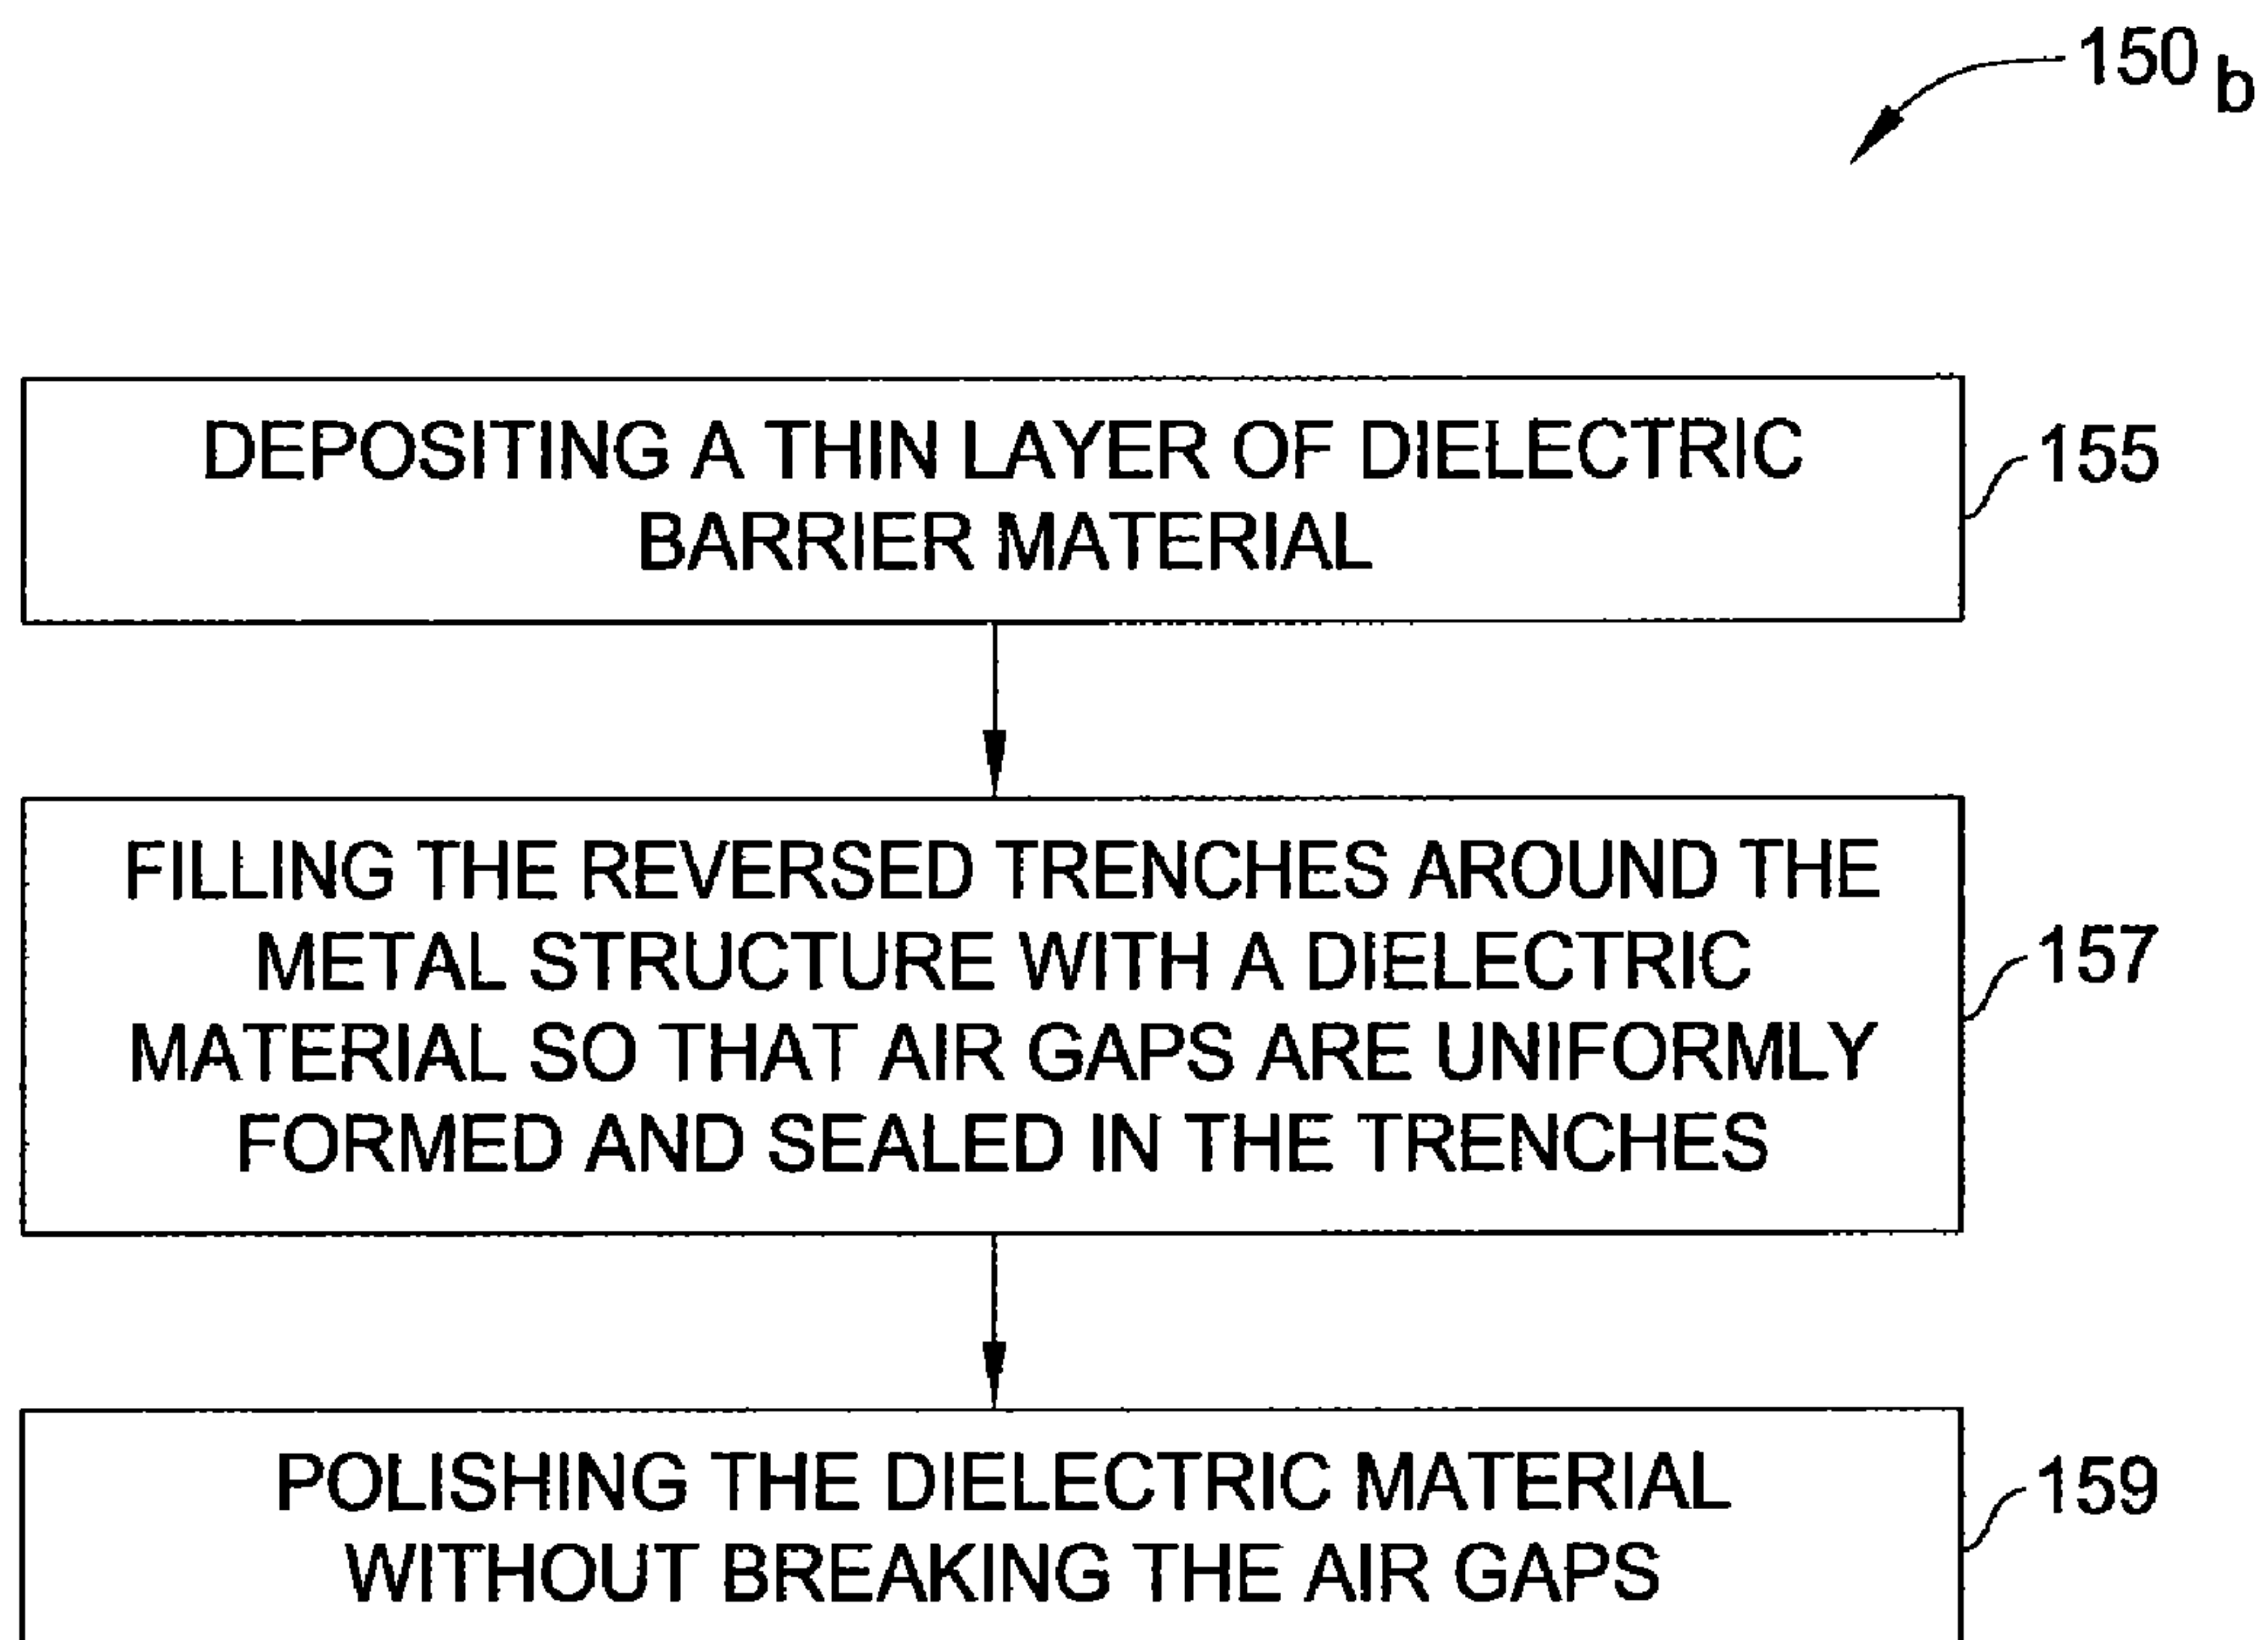 150 b
DEPOSITING A THIN LAYER OF DIELECTRIC
BARRIER MATERIAL
155
FILLING THE REVERSED TRENCHES AROUND THE
METAL STRUCTURE WITH A DIELECTRIC
MATERIAL SO THAT AIR GAPS ARE UNIFORMLY
FORMED AND SEALED IN THE TRENCHES
157
POLISHING THE DIELECTRIC MATERIAL
WITHOUT BREAKING THE AIR GAPS
159